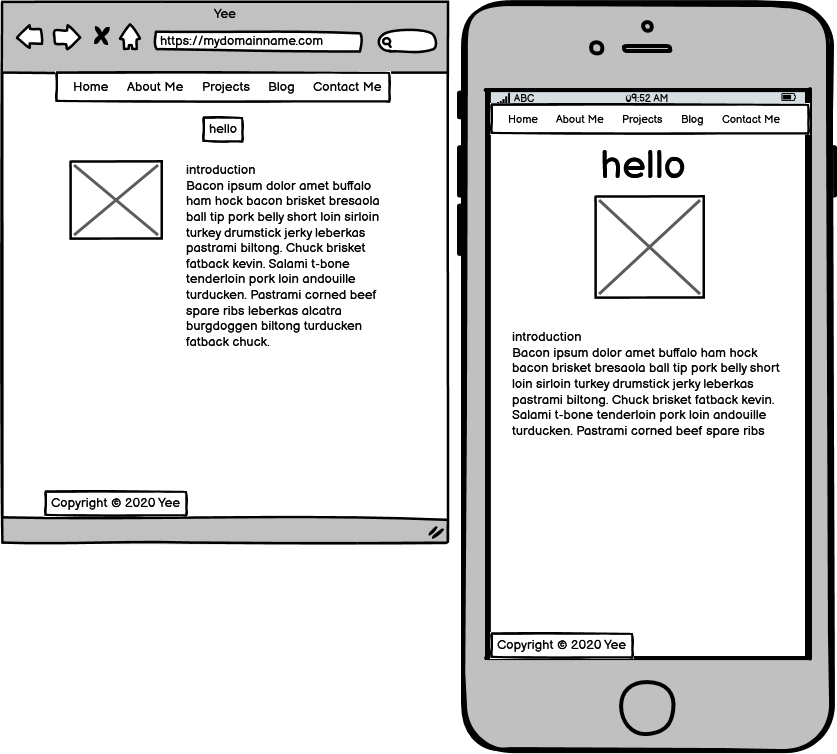 Yee
https://mydomainname.com
Home About Me Projects Blog Contact Me
hello
introduction
Bacon ipsum dolor amet buffalo
ham hock bacon brisket bresaola
ball tip pork belly short loin sirloin
turkey drumstick jerky leberkas
pastrami biltong. Chuck brisket
fatback kevin. Salami t-bone
tenderloin pork loin andouille
turducken. Pastrami corned beef
spare ribs leberkas alcatra
burgdoggen biltong turducken
fatback chuck.
Copyright © 2020 Yee
ABC 09:52 AM
Home About Me Projects Blog Contact Me
hello
introduction
Bacon ipsum dolor amet buffalo ham hock
bacon brisket bresaola ball tip pork belly short
loin sirloin turkey drumstick jerky leberkas
pastrami biltong. Chuck brisket fatback kevin.
Salami t-bone tenderloin pork loin andouille
turducken. Pastrami corned beef spare ribs
Copyright © 2020 Yee